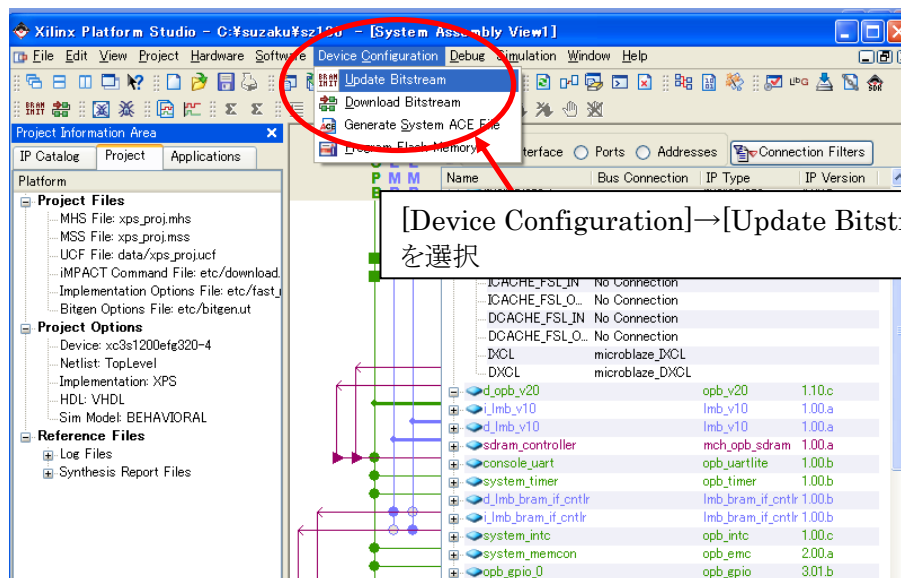 Xilinx Platform Studio - C:¥suzaku¥sz130 - [System Assembly View1]
File Edit View Project Hardware Software Device Configuration Debug Simulation Window Help
Update Bitstream
Download Bitstream
Generate System ACE File
Program Flash Memory
Project Information Area
IP Catalog Project Applications
Ports Addresses Connection Filters
Platform
Name Bus Connection IP Type IP Version
Project Files
MHS File: xps_proj.mhs
MSS File: xps_proj.mss
UCF File: data/xps_proj.ucf
iMPACT Command File: etc/download.
Implementation Options File: etc/fast_
Bitgen Options File: etc/bitgen.ut
Project Options
Device: xc3s1200efg320-4
Netlist: TopLevel
Implementation: XPS
HDL: VHDL
Sim Model: BEHAVIORAL
Reference Files
Log Files
Synthesis Report Files
[Device Configuration]→[Update Bitst
を選択
ICACHE_FSL_IN No Connection
ICACHE_FSL_O... No Connection
DCACHE_FSL_IN No Connection
DCACHE_FSL_O... No Connection
IXCL microblaze_IXCL
DXCL microblaze_DXCL
d_opb_v20 opb_v20 1.10.c
i_lmb_v10 lmb_v10 1.00.a
d_lmb_v10 lmb_v10 1.00.a
sdram_controller mch_opb_sdram 1.00.a
console_uart opb_uartlite 1.00.b
system_timer opb_timer 1.00.b
d_lmb_bram_if_cntlr lmb_bram_if_cntlr 1.00.b
i_lmb_bram_if_cntlr lmb_bram_if_cntlr 1.00.b
system_intc opb_intc 1.00.c
system_memcon opb_emc 2.00.a
opb_gpio_0 opb_gpio 3.01.b